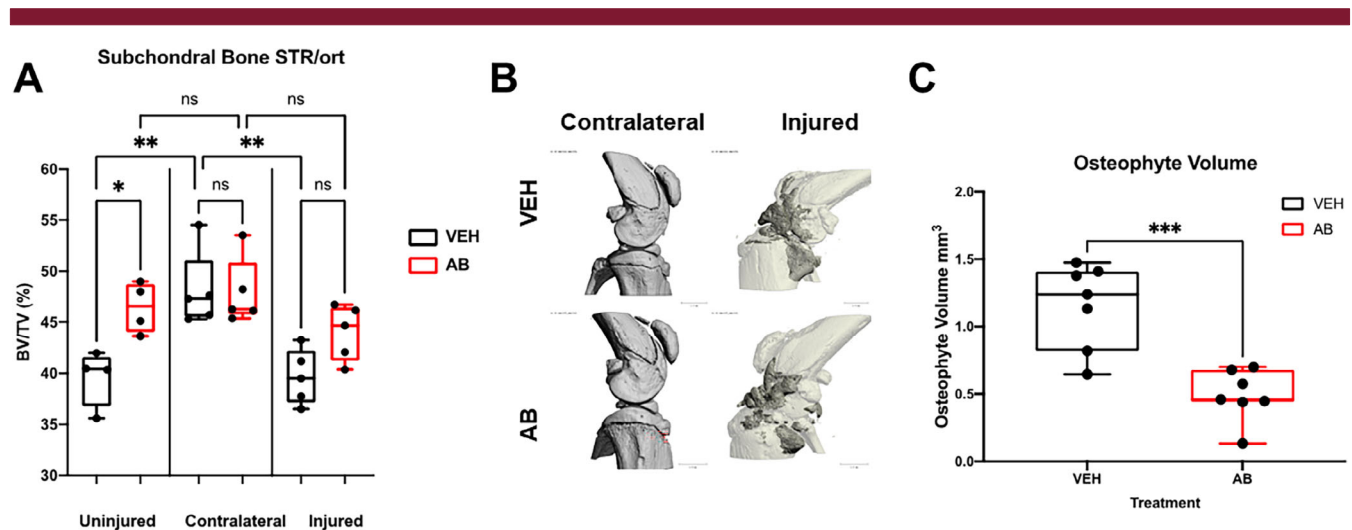 A
Subchondral Bone STR/ort
ns
ns
**
**
*
ns
ns
BV/TV (%)
60
55
50
45
40
35
30
Uninjured
Contralateral
Injured
VEH
AB
B
Contralateral
Injured
VEH
AB
C
Osteophyte Volume
Osteophyte Volume mm³
2.0
1.5
1.0
0.5
0.0
***
VEH
AB
Treatment
VEH
AB